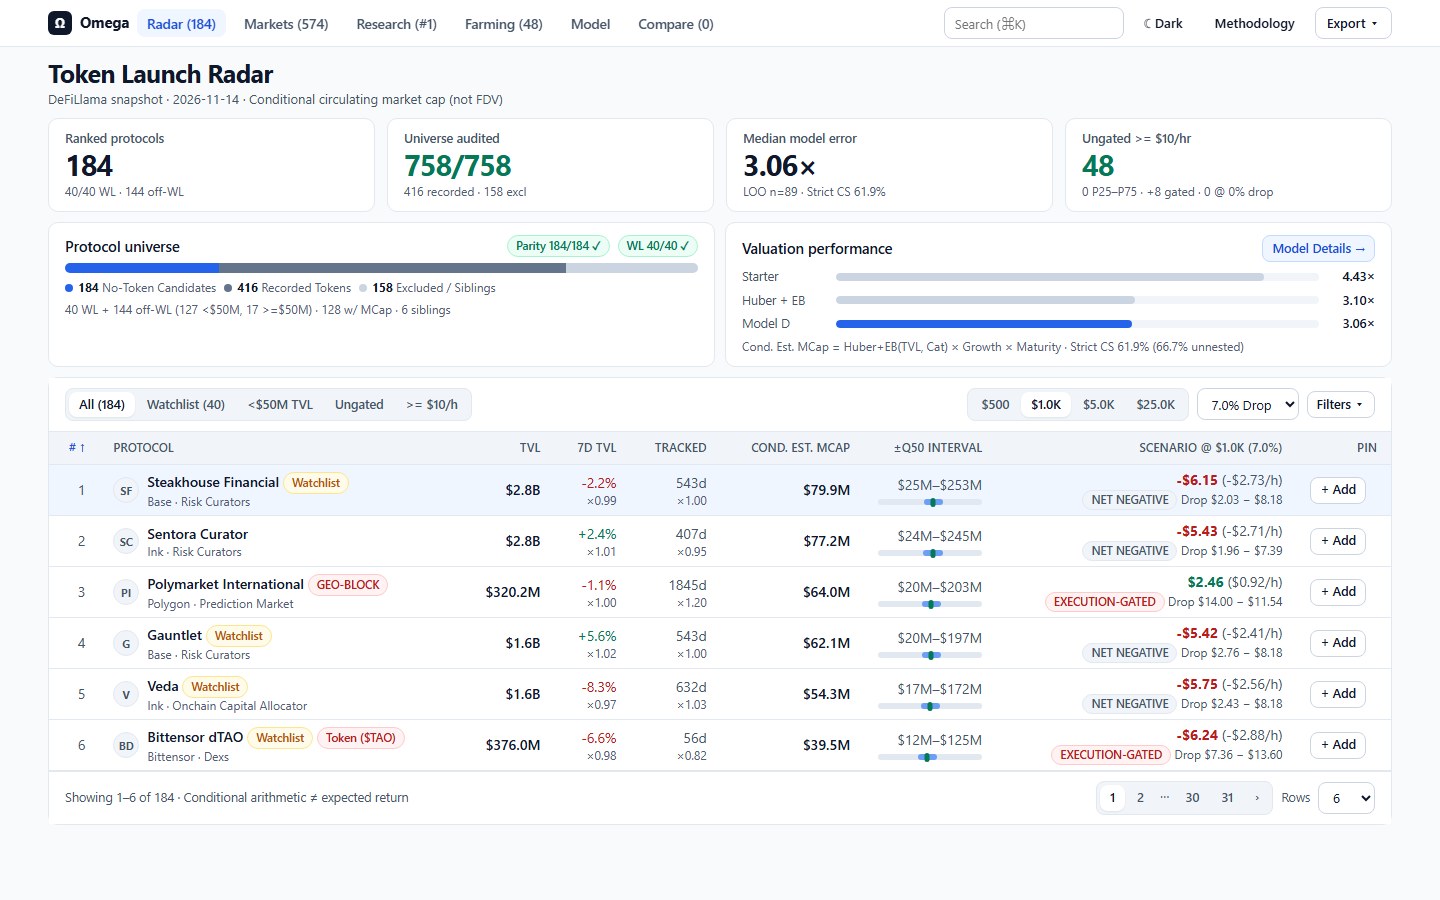 Ω Omega Radar (184) Markets (574) Research (#1) Farming (48) Model Compare (0) Search (⌘K) ☾ Dark Methodology Export ▾
Token Launch Radar
DeFiLlama snapshot · 2026-11-14 · Conditional circulating market cap (not FDV)
Ranked protocols
184
40/40 WL · 144 off-WL
Universe audited
758/758
416 recorded · 158 excl
Median model error
3.06×
LOO n=89 · Strict CS 61.9%
Ungated >= $10/hr
48
0 P25–P75 · +8 gated · 0 @ 0% drop
Protocol universe Parity 184/184 ✓ WL 40/40 ✓
184 No-Token Candidates 416 Recorded Tokens 158 Excluded / Siblings
40 WL + 144 off-WL (127 <$50M, 17 >=$50M) · 128 w/ MCap · 6 siblings
Valuation performance Model Details →
Starter 4.43×
Huber + EB 3.10×
Model D 3.06×
Cond. Est. MCap = Huber+EB(TVL, Cat) × Growth × Maturity · Strict CS 61.9% (66.7% unnested)
All (184) Watchlist (40) <$50M TVL Ungated >= $10/h $500 $1.0K $5.0K $25.0K 7.0% Drop Filters ▾
# ↑ PROTOCOL TVL 7D TVL TRACKED COND. EST. MCAP ±Q50 INTERVAL SCENARIO @ $1.0K (7.0%) PIN
1 SF Steakhouse Financial Watchlist $2.8B -2.2% 543d $79.9M $25M–$253M -$6.15 (-$2.73/h) + Add
Base · Risk Curators ×0.99 ×1.00 NET NEGATIVE Drop $2.03 − $8.18
2 SC Sentora Curator $2.8B +2.4% 407d $77.2M $24M–$245M -$5.43 (-$2.71/h) + Add
Ink · Risk Curators ×1.01 ×0.95 NET NEGATIVE Drop $1.96 − $7.39
3 PI Polymarket International GEO-BLOCK $320.2M -1.1% 1845d $64.0M $20M–$203M $2.46 ($0.92/h) + Add
Polygon · Prediction Market ×1.00 ×1.20 EXECUTION-GATED Drop $14.00 − $11.54
4 G Gauntlet Watchlist $1.6B +5.6% 543d $62.1M $20M–$197M -$5.42 (-$2.41/h) + Add
Base · Risk Curators ×1.02 ×1.00 NET NEGATIVE Drop $2.76 − $8.18
5 V Veda Watchlist $1.6B -8.3% 632d $54.3M $17M–$172M -$5.75 (-$2.56/h) + Add
Ink · Onchain Capital Allocator ×0.97 ×1.03 NET NEGATIVE Drop $2.43 − $8.18
6 BD Bittensor dTAO Watchlist Token ($TAO) $376.0M -6.6% 56d $39.5M $12M–$125M -$6.24 (-$2.88/h) + Add
Bittensor · Dexs ×0.98 ×0.82 EXECUTION-GATED Drop $7.36 − $13.60
Showing 1–6 of 184 · Conditional arithmetic ≠ expected return 1 2 ··· 30 31 › Rows 6